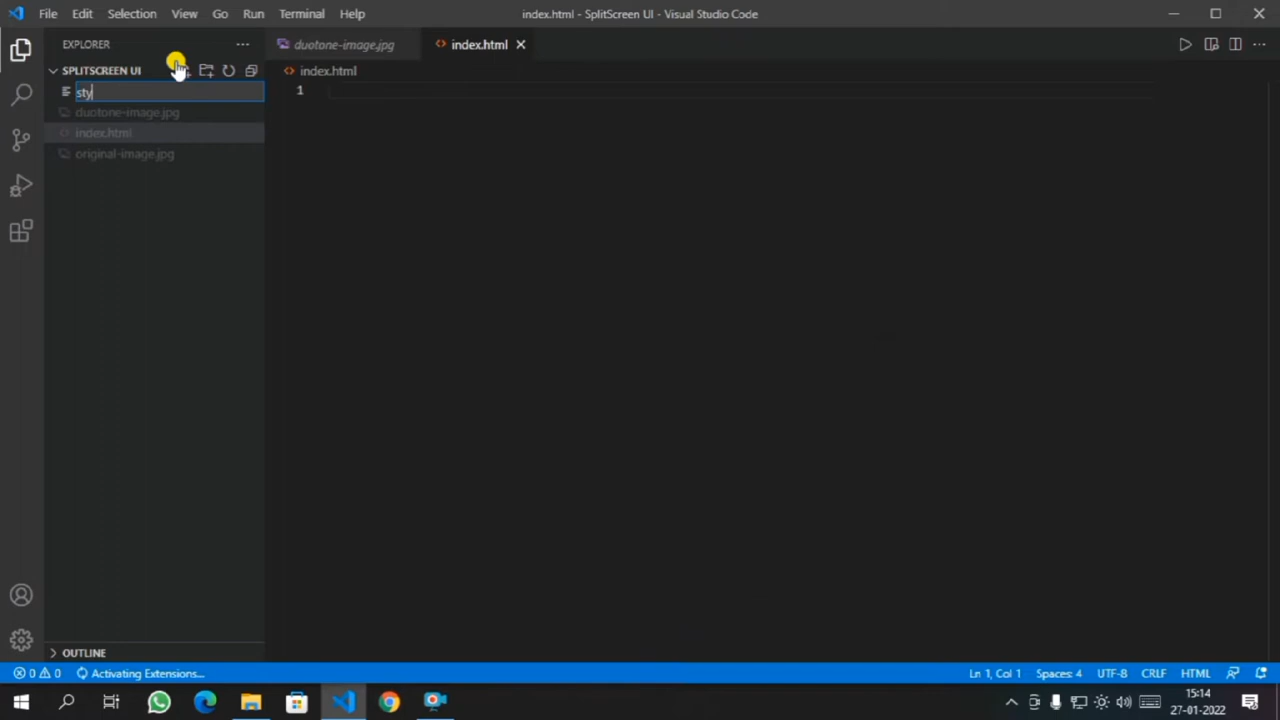 File Edit Selection View Go Run Terminal Help
index.html - SplitScreen UI - Visual Studio Code
EXPLORER
duotone-image.jpg
index.html
SPLITSCREEN UI
index.html
sty
1
duotone-image.jpg
index.html
original-image.jpg
OUTLINE
0 0 Activating Extensions...
Ln 1, Col 1 Spaces: 4 UTF-8 CRLF HTML
15:14
27-01-2022